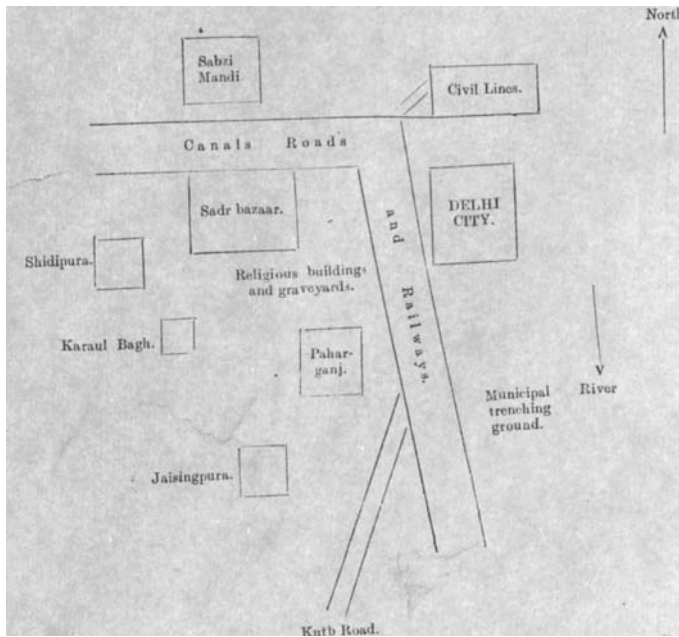 North
Sabzi
Mandi
Civil Lines.
Canals Roads
and Railways.
Sadr bazaar.
DELHI
CITY.
Shidipura.
Religious buildings
and graveyards.
Karaul Bagh.
Pahar-
ganj.
Municipal
trenching
ground.
River
Jaisingpura.
Kutb Road.